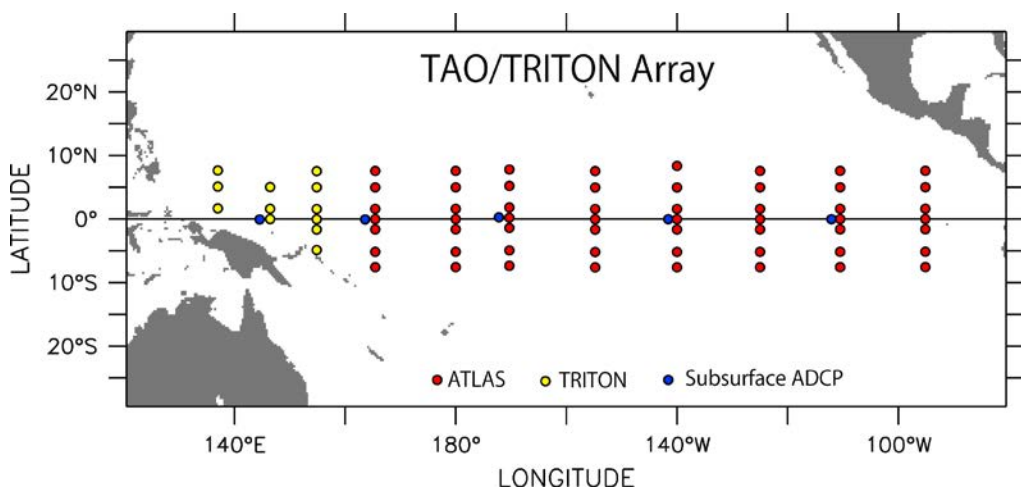 TAO/TRITON Array
20°N
10°N
0°
10°S
20°S
LATITUDE
ATLAS TRITON Subsurface ADCP
140°E 180° 140°W 100°W
LONGITUDE